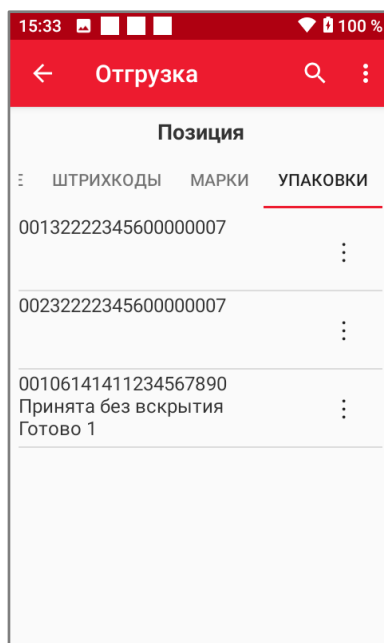 15:33 100 %
Отгрузка
Позиция
Е ШТРИХКОДЫ МАРКИ УПАКОВКИ
00132222345600000007
00232222345600000007
00106141411234567890
Принята без вскрытия
Готово 1